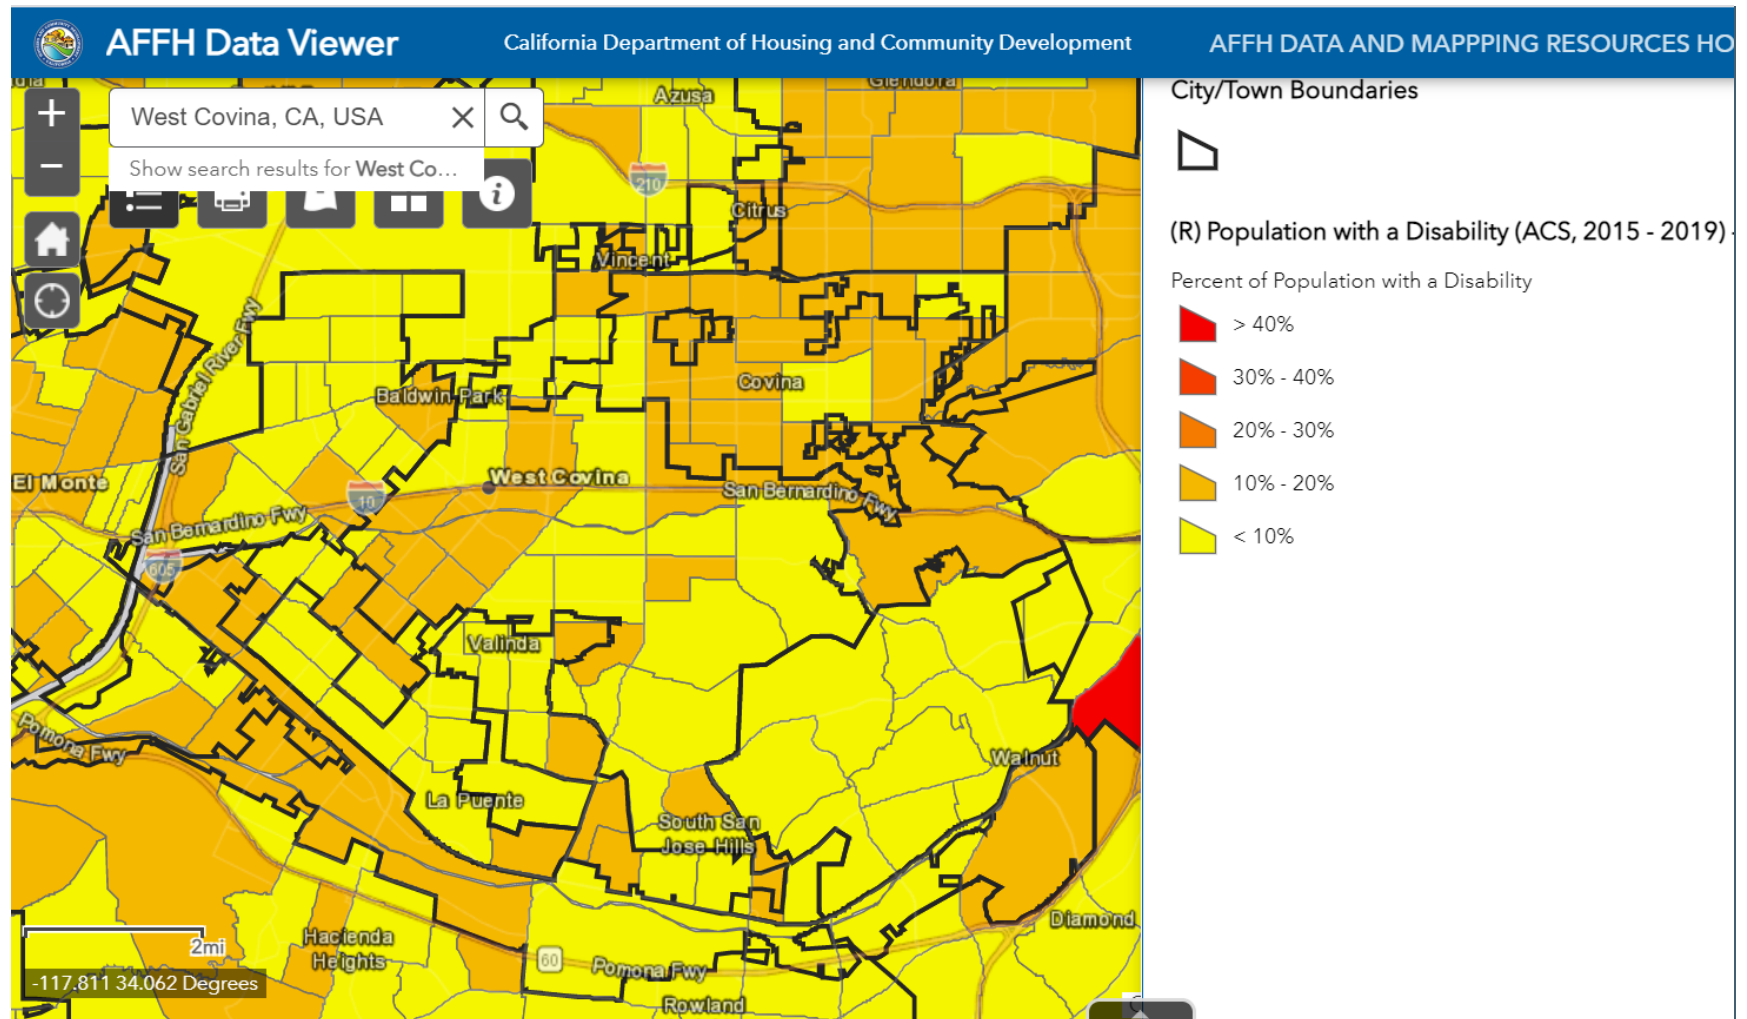 AFFH Data Viewer
California Department of Housing and Community Development
AFFH DATA AND MAPPPING RESOURCES HO
West Covina, CA, USA
Show search results for West Co...
Azusa
Glendora
210
Citrus
Vincent
San Gabriel River Fwy
Baldwin Park
Covina
El Monte
10
West Covina
San Bernardino Fwy
San Bernardino Fwy
605
Valinda
Pomona Fwy
Walnut
La Puente
South San
Jose Hills
Diamond
Hacienda
Heights
60
Pomona Fwy
Rowland
2mi
-117.811 34.062 Degrees
City/Town Boundaries
(R) Population with a Disability (ACS, 2015 - 2019) -
Percent of Population with a Disability
> 40%
30% - 40%
20% - 30%
10% - 20%
< 10%